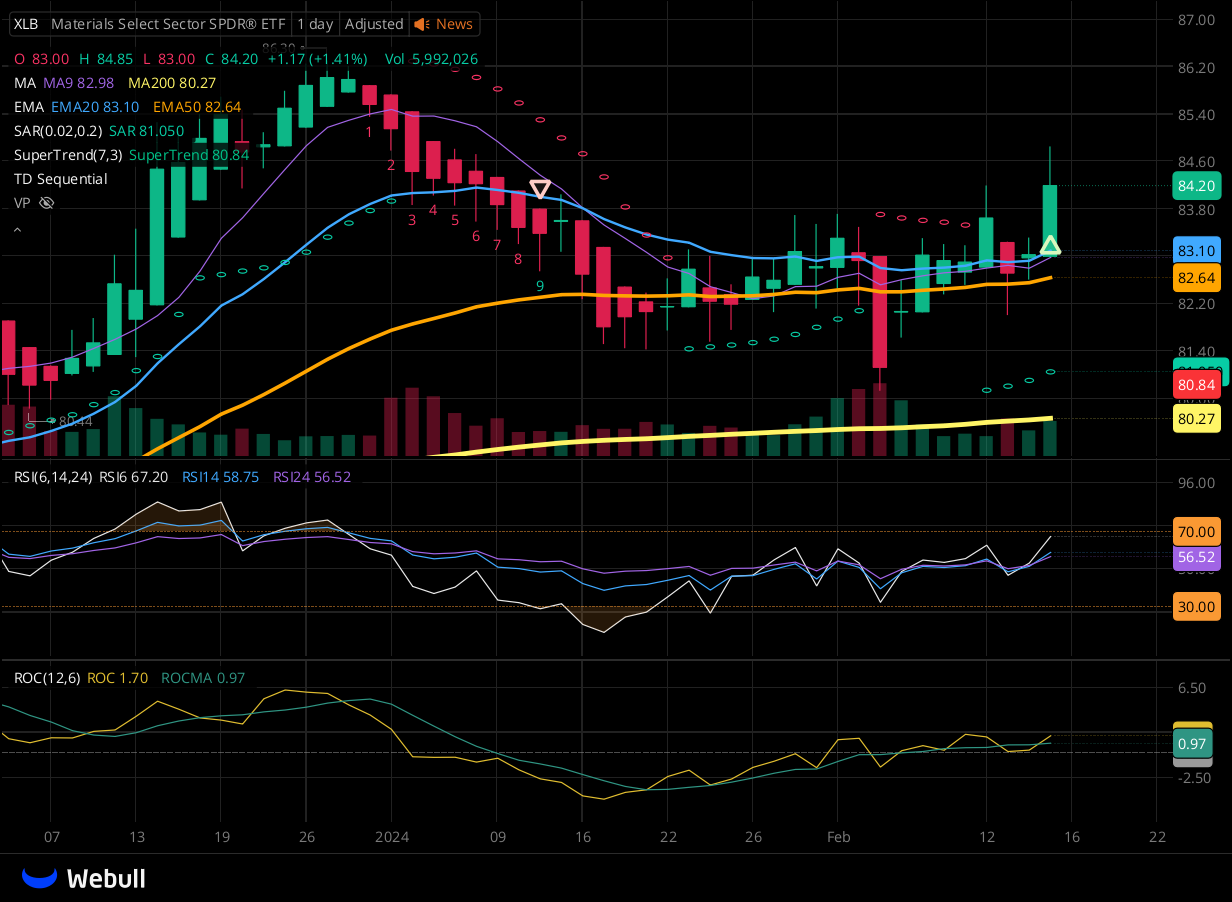 XLB Materials Select Sector SPDR® ETF 1 day Adjusted News
O 83.00 H 84.85 L 83.00 C 84.20 +1.17 (+1.41%) Vol 5,992,026
MA MA9 82.98 MA200 80.27
EMA EMA20 83.10 EMA50 82.64
SAR(0.02,0.2) SAR 81.050
SuperTrend(7,3) SuperTrend 80.84
TD Sequential
VP
87.00
86.20
85.40
84.60
84.20
83.80
83.10
82.64
82.20
81.40
80.84
80.27
1
2
3
4
5
6
7
8
9
80.44
RSI(6,14,24) RSI6 67.20 RSI14 58.75 RSI24 56.52
96.00
70.00
56.52
30.00
ROC(12,6) ROC 1.70 ROCMA 0.97
6.50
0.97
-2.50
07 13 19 26 2024 09 16 22 26 Feb 12 16 22
Webull